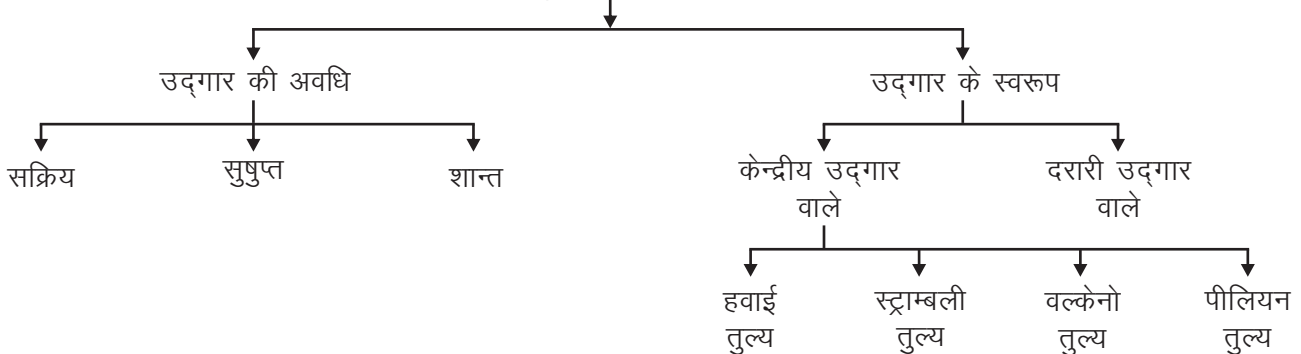 उद्‌गार की अवधि
उद्‌गार के स्वरूप
सक्रिय
सुषुप्त
शान्त
केन्द्रीय उद्‌गार
वाले
दरारी उद्‌गार
वाले
हवाई
तुल्य
स्ट्राम्बली
तुल्य
वल्केनो
तुल्य
पीलियन
तुल्य